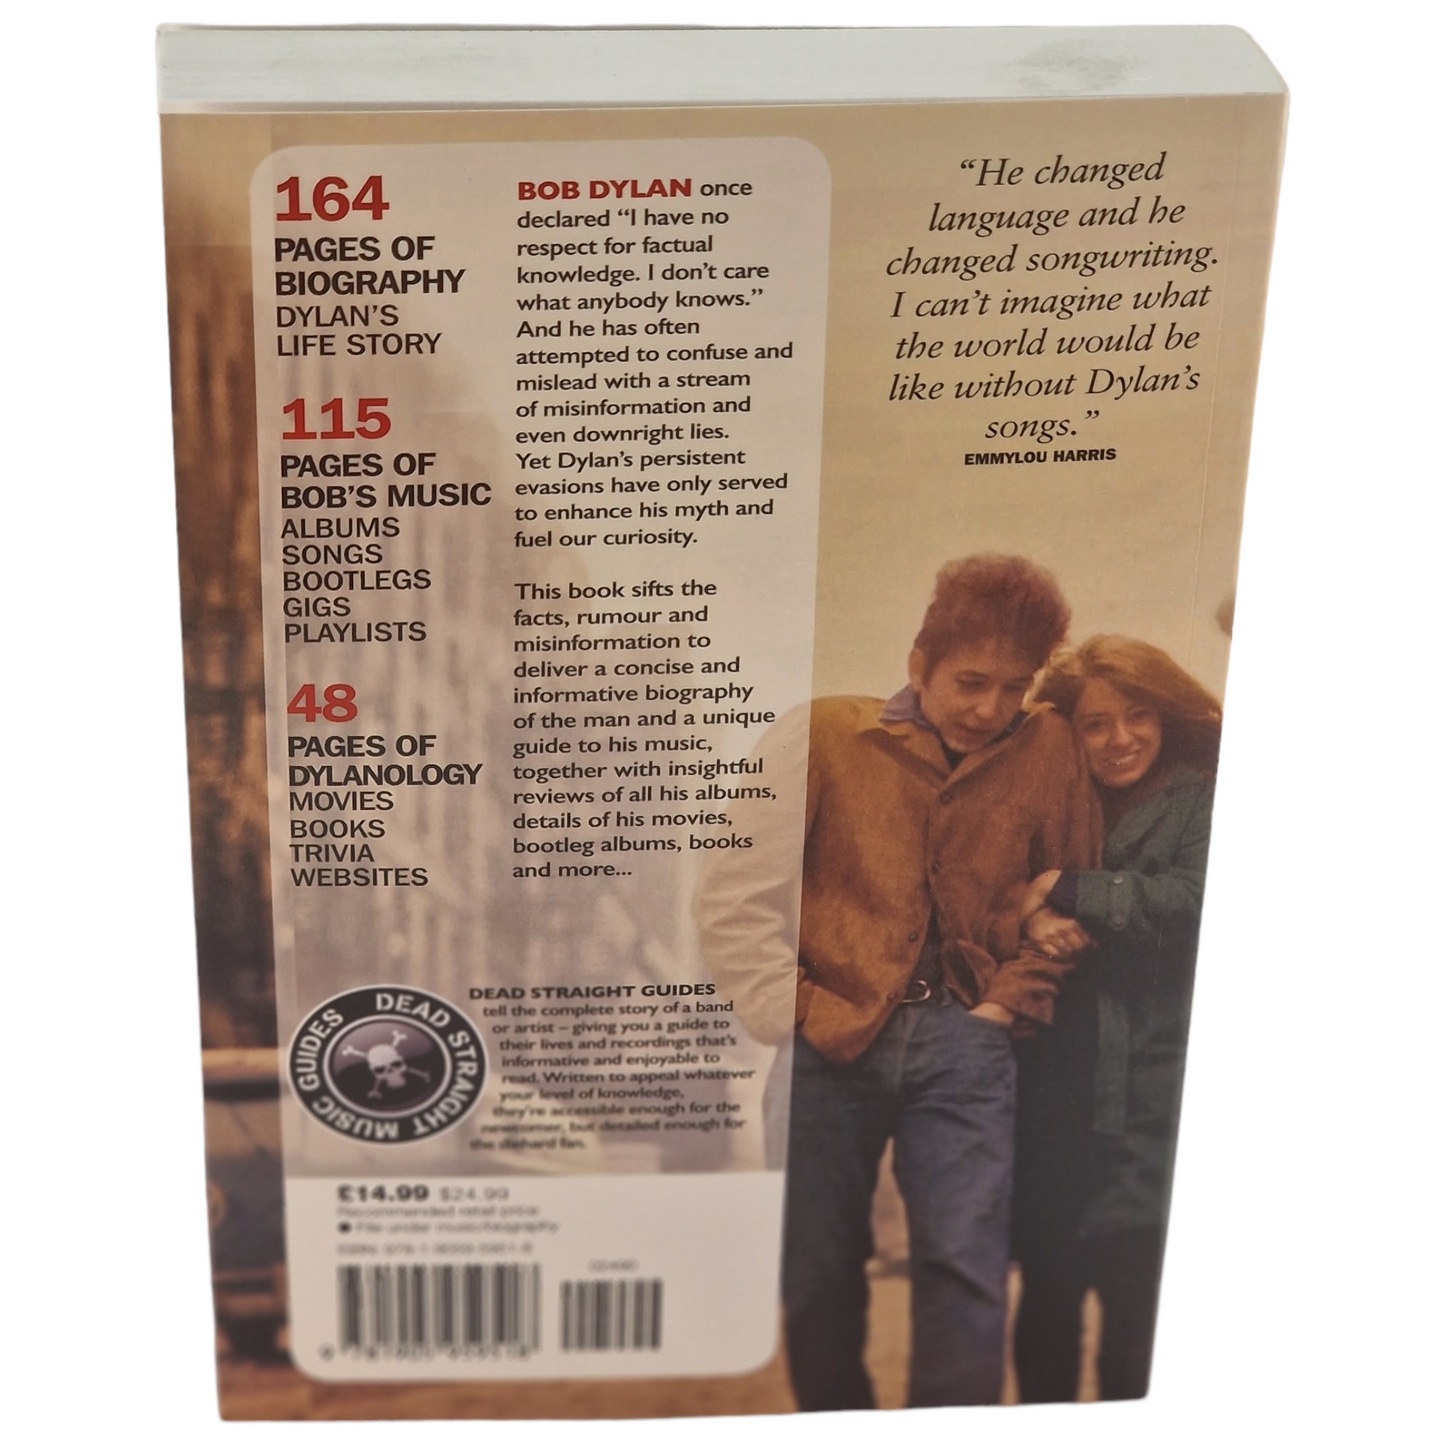 164
PAGES OF
BIOGRAPHY
DYLAN'S
LIFE STORY
115
PAGES OF
BOB'S MUSIC
ALBUMS
SONGS
BOOTLEGS
GIGS
PLAYLISTS
48
PAGES OF
DYLANOLOGY
MOVIES
BOOKS
TRIVIA
WEBSITES
BOB DYLAN once
declared “I have no
respect for factual
knowledge. I don't care
what anybody knows.”
And he has often
attempted to confuse and
mislead with a stream
of misinformation and
even downright lies.
Yet Dylan's persistent
evasions have only served
to enhance his myth and
fuel our curiosity.
This book sifts the
facts, rumour and
misinformation to
deliver a concise and
informative biography
of the man and a unique
guide to his music,
together with insightful
reviews of all his albums,
details of his movies,
bootleg albums, books
and more...
“He changed
language and he
changed songwriting.
I can't imagine what
the world would be
like without Dylan's
songs.”
EMMYLOU HARRIS
DEAD STRAIGHT MUSIC GUIDES
DEAD STRAIGHT GUIDES
tell the complete story of a band
or artist – giving you a guide to
their lives and recordings that's
informative and enjoyable to
read. Written to appeal whatever
your level of knowledge,
they're accessible enough for the
newcomer, but detailed enough for
the diehard fan.
£14.99 $24.99
Recommended retail price
● File under music/biography